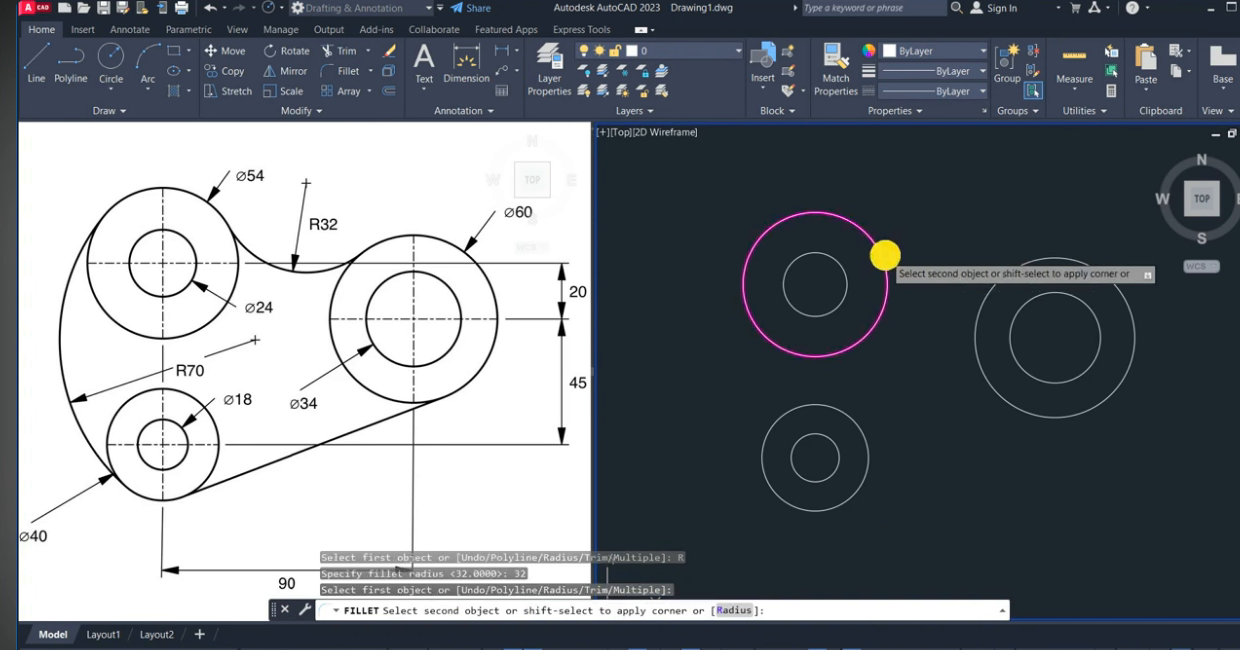 A CAD Drafting & Annotation Share Autodesk AutoCAD 2023 Drawing1.dwg Type a keyword or phrase Sign In
Home Insert Annotate Parametric View Manage Output Add-ins Collaborate Featured Apps Express Tools
Line Polyline Circle Arc
Move Rotate Trim
Copy Mirror Fillet
Stretch Scale Array
Text Dimension
Layer Properties
0
Insert
Match Properties
ByLayer
ByLayer
ByLayer
Group
Measure
Paste
Base
Draw Modify Annotation Layers Block Properties Groups Utilities Clipboard View
[+][Top][2D Wireframe]
N
W TOP E
WCS
N
W TOP E
S
WCS
⌀54
R32
⌀60
⌀24
20
R70
⌀18
⌀34
45
⌀40
90
Select second object or shift-select to apply corner or
Select first object or [Undo/Polyline/Radius/Trim/Multiple]: R
Specify fillet radius <32.0000>: 32
Select first object or [Undo/Polyline/Radius/Trim/Multiple]:
FILLET Select second object or shift-select to apply corner or [Radius]:
Model Layout1 Layout2 +